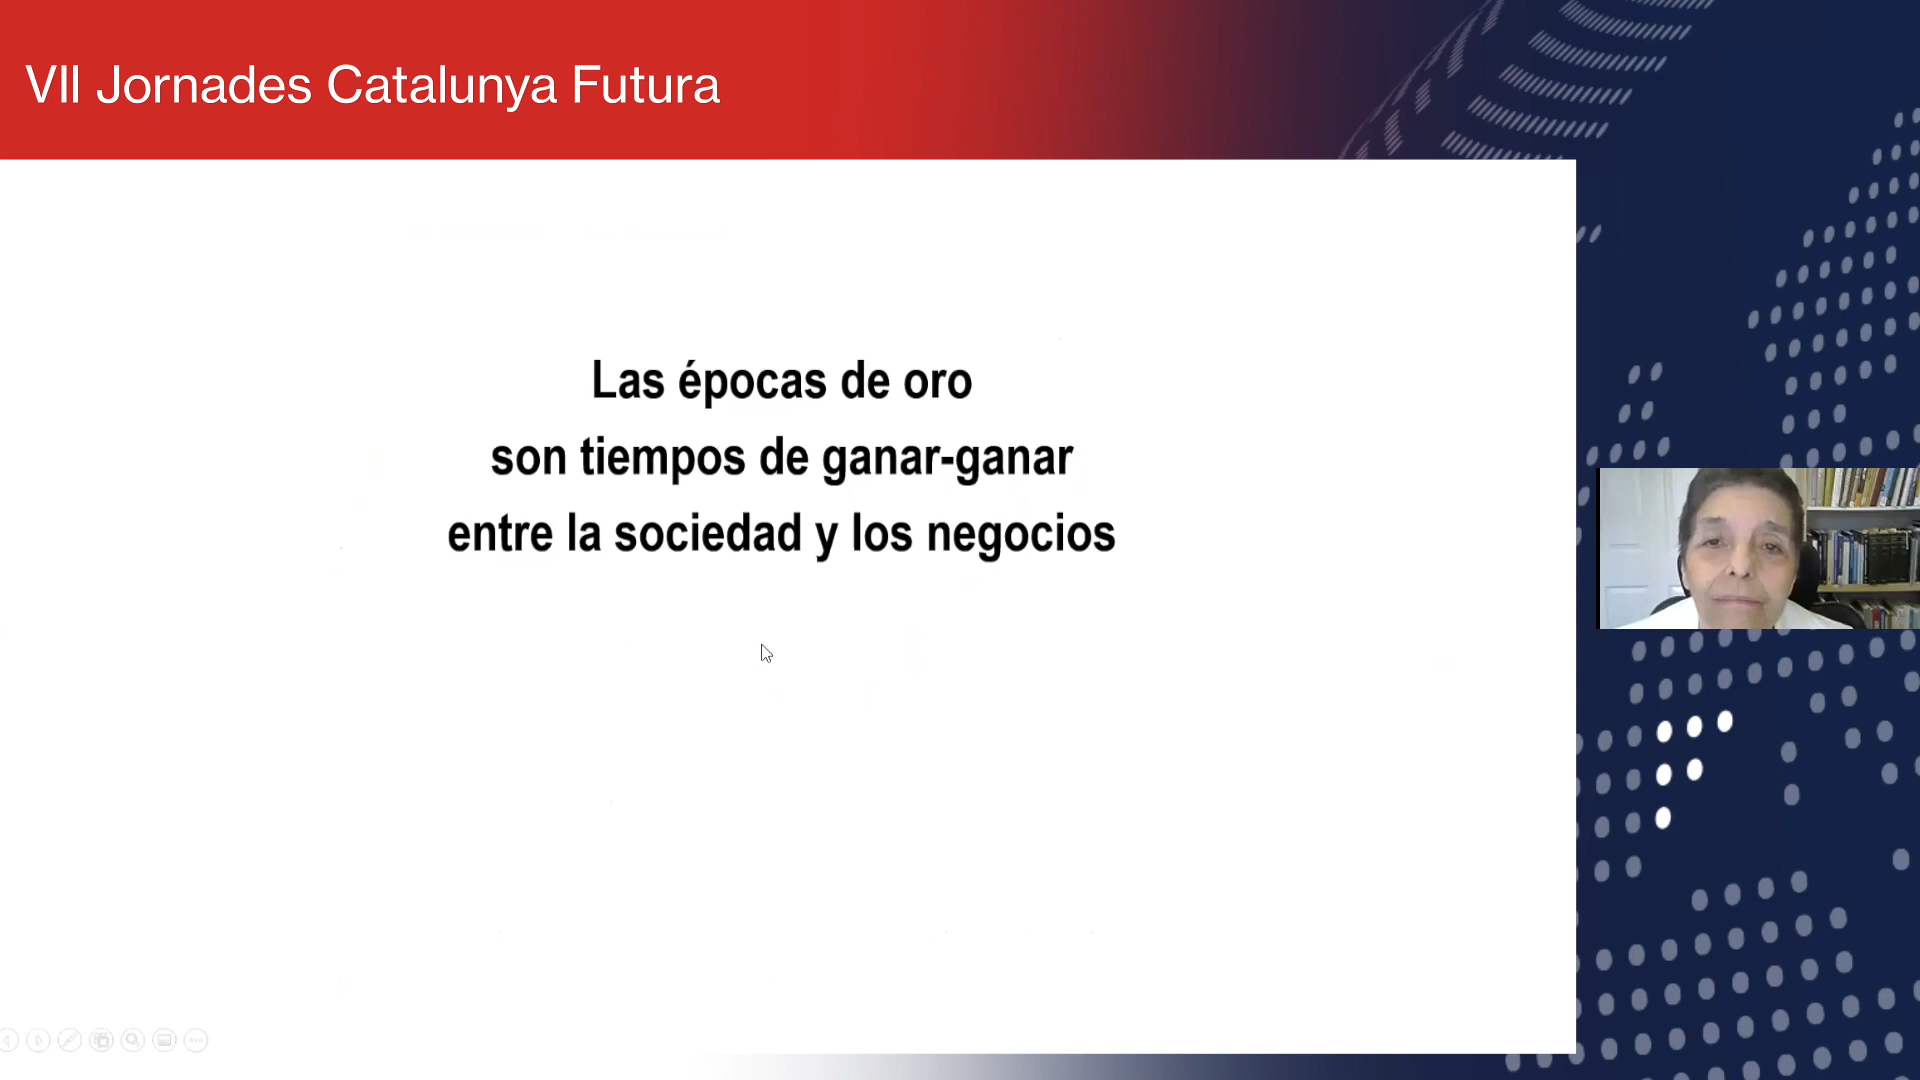 VII Jornades Catalunya Futura
Las épocas de oro
son tiempos de ganar-ganar
entre la sociedad y los negocios